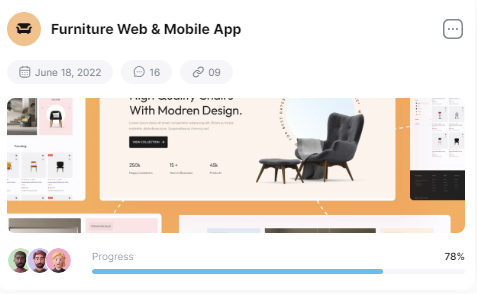 Furniture Web & Mobile App
June 18, 2022
16
09
High Quality Chairs
With Modren Design.
VIEW COLLECTION
250k
15 +
45k
Trending
Progress
78%